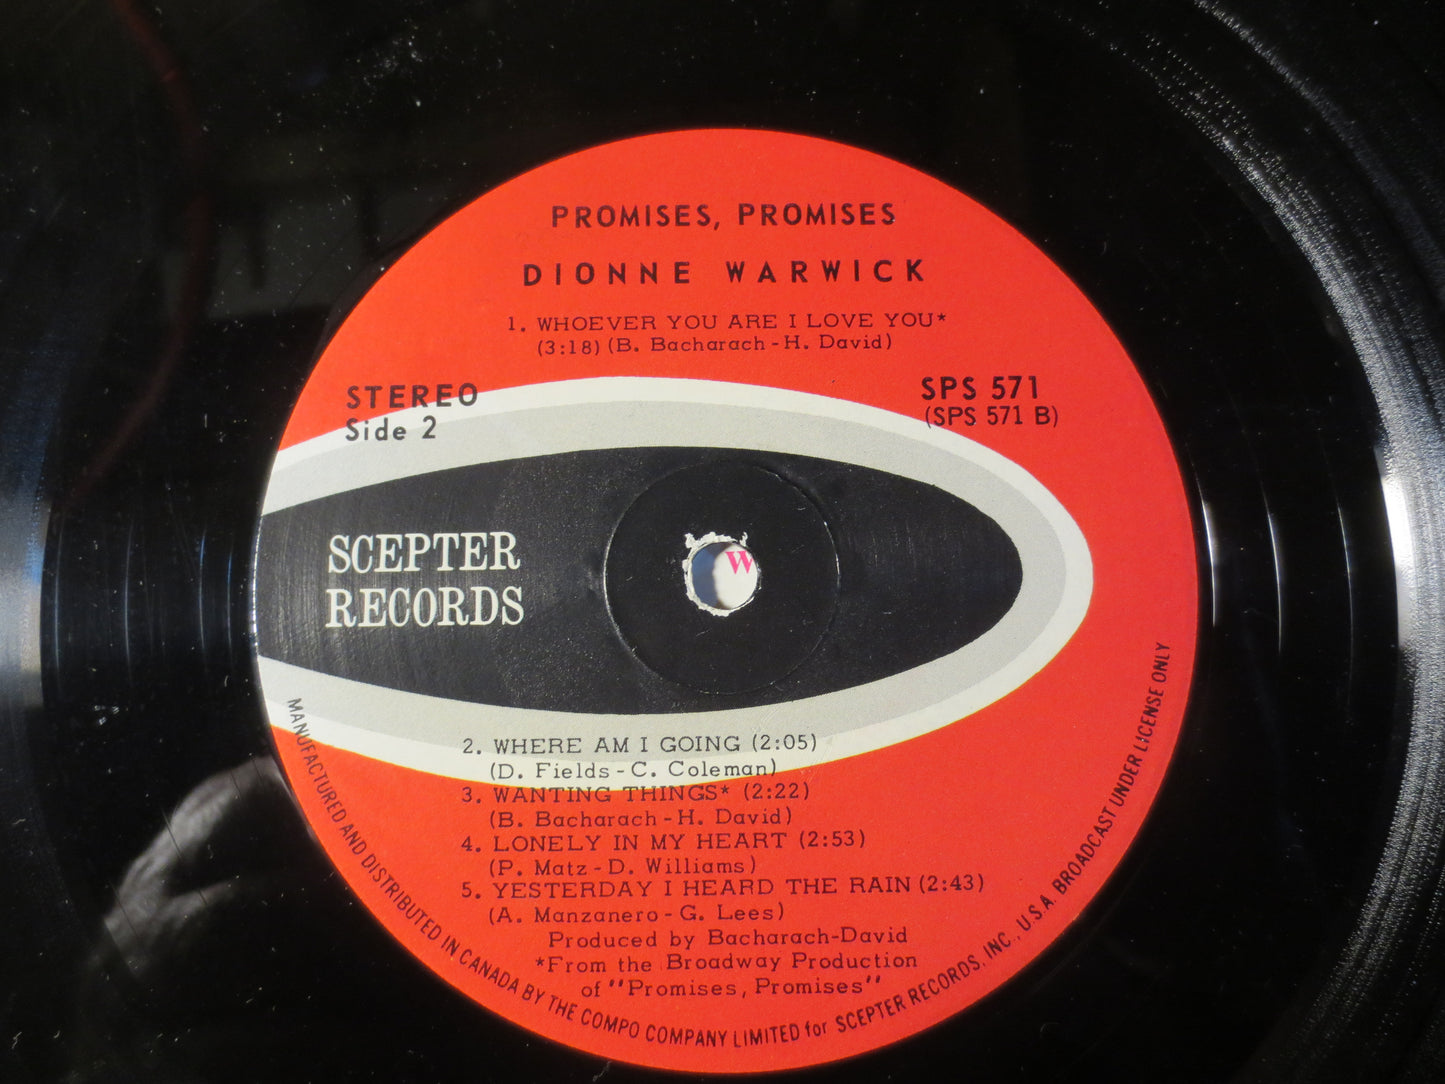 PROMISES, PROMISES
DIONNE WARWICK
1. WHOEVER YOU ARE I LOVE YOU*
(3:18) (B. Bacharach - H. David)
STEREO
Side 2
SPS 571
(SPS 571 B)
SCEPTER
RECORDS
W
2. WHERE AM I GOING (2:05)
(D. Fields - C. Coleman)
3. WANTING THINGS* (2:22)
(B. Bacharach - H. David)
4. LONELY IN MY HEART (2:53)
(P. Matz - D. Williams)
5. YESTERDAY I HEARD THE RAIN (2:43)
(A. Manzanero - G. Lees)
Produced by Bacharach-David
*From the Broadway Production
of "Promises, Promises"
MANUFACTURED AND DISTRIBUTED IN CANADA BY THE COMPO COMPANY LIMITED for SCEPTER RECORDS, INC., U.S.A. BROADCAST UNDER LICENSE ONLY